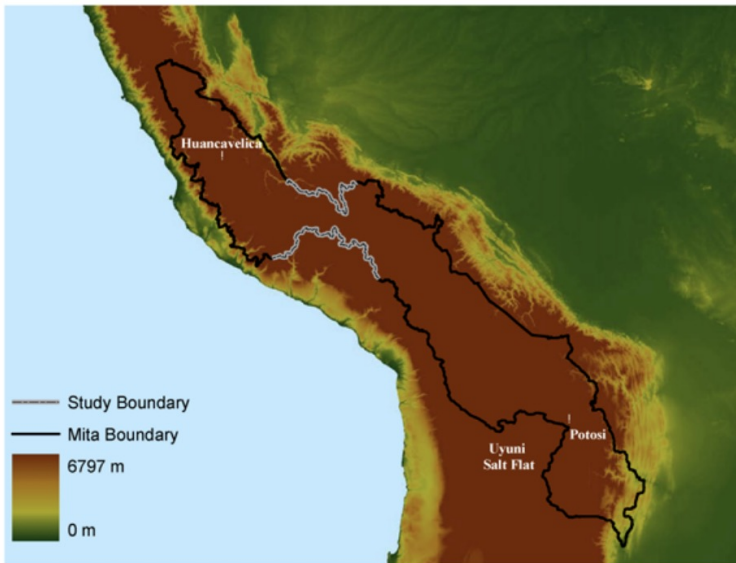 Huancavelica
Study Boundary
Mita Boundary
6797 m
0 m
Potosi
Uyuni
Salt Flat